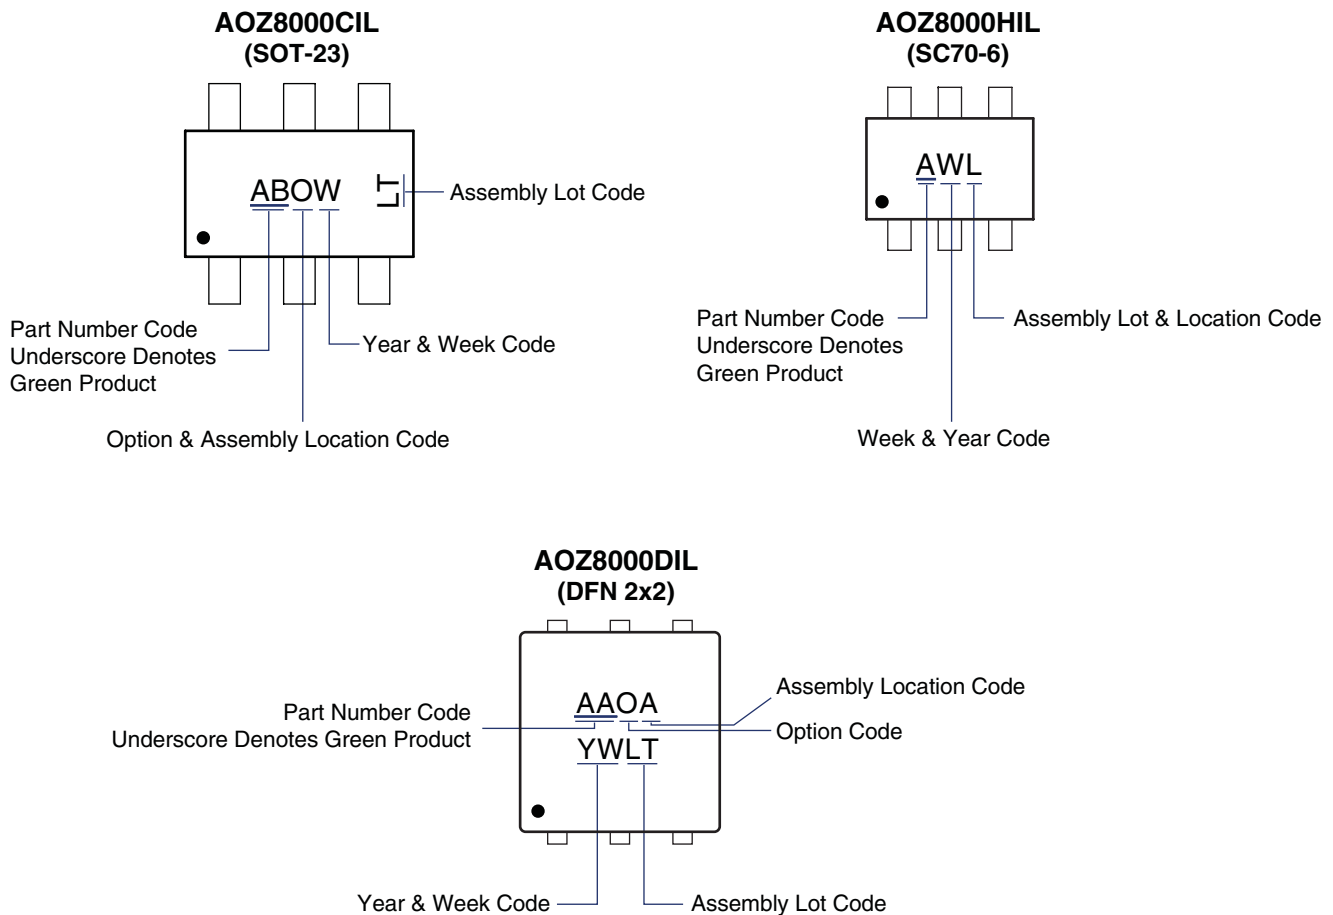 AOZ8000CIL
(SOT-23)
ABOW
LT
Assembly Lot Code
Part Number Code
Underscore Denotes
Green Product
Year & Week Code
Option & Assembly Location Code
AOZ8000HIL
(SC70-6)
AWL
Part Number Code
Underscore Denotes
Green Product
Assembly Lot & Location Code
Week & Year Code
AOZ8000DIL
(DFN 2x2)
AAOA
YWLT
Assembly Location Code
Option Code
Part Number Code
Underscore Denotes Green Product
Year & Week Code
Assembly Lot Code